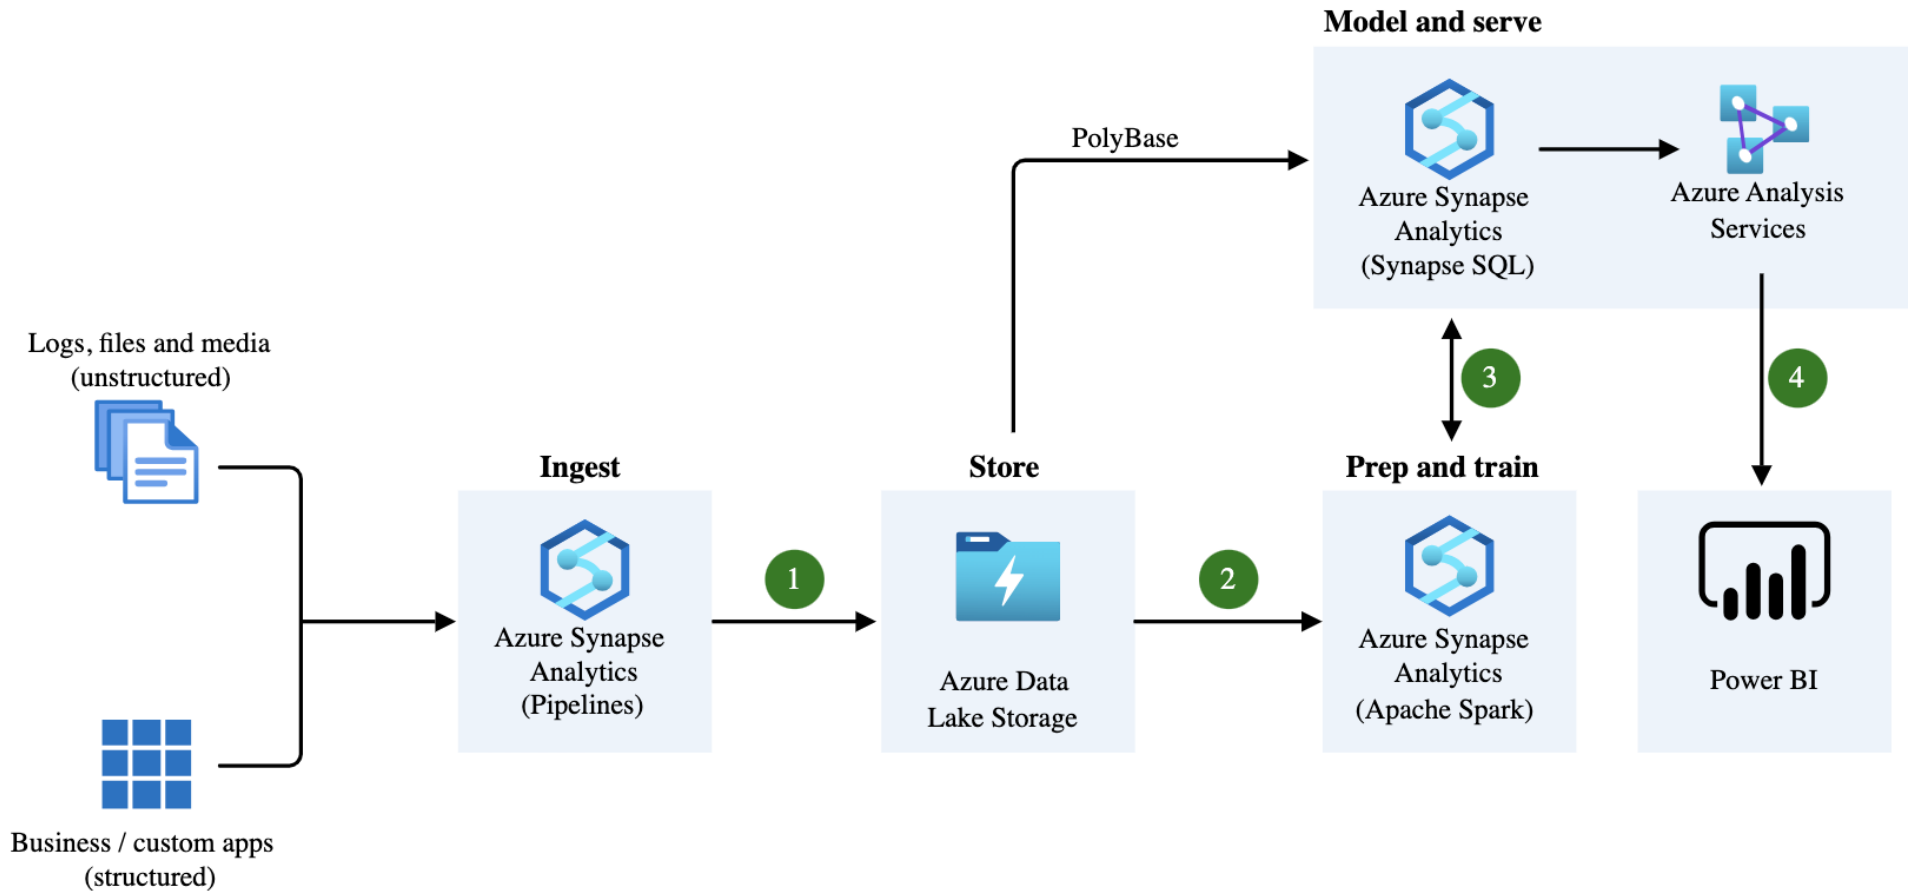 Model and serve
PolyBase
Azure Synapse
Analytics
(Synapse SQL)
Azure Analysis
Services
Logs, files and media
(unstructured)
3
4
Ingest
Store
Prep and train
1
2
Azure Synapse
Analytics
(Pipelines)
Azure Data
Lake Storage
Azure Synapse
Analytics
(Apache Spark)
Power BI
Business / custom apps
(structured)